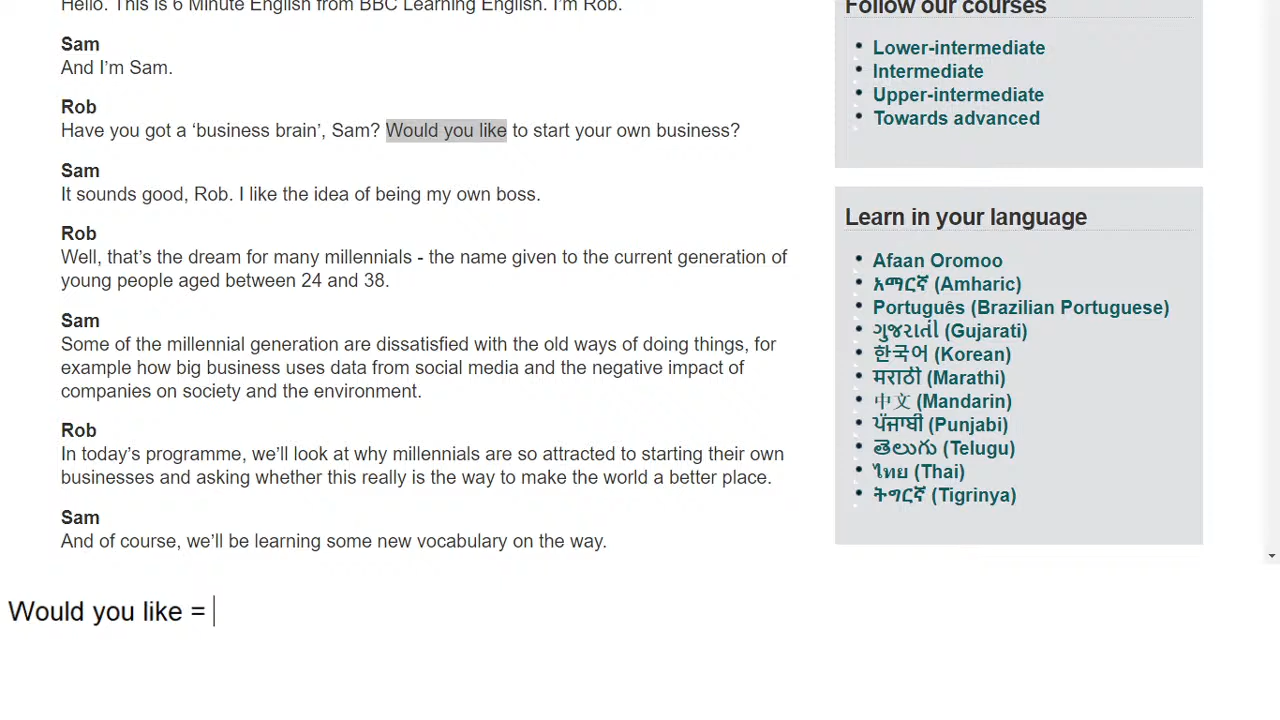 Hello. This is 6 Minute English from BBC Learning English. I’m Rob.
Sam
And I’m Sam.
Rob
Have you got a ‘business brain’, Sam? Would you like to start your own business?
Sam
It sounds good, Rob. I like the idea of being my own boss.
Rob
Well, that’s the dream for many millennials - the name given to the current generation of
young people aged between 24 and 38.
Sam
Some of the millennial generation are dissatisfied with the old ways of doing things, for
example how big business uses data from social media and the negative impact of
companies on society and the environment.
Rob
In today’s programme, we’ll look at why millennials are so attracted to starting their own
businesses and asking whether this really is the way to make the world a better place.
Sam
And of course, we’ll be learning some new vocabulary on the way.
Follow our courses
Lower-intermediate
Intermediate
Upper-intermediate
Towards advanced
Learn in your language
Afaan Oromoo
አማርኛ (Amharic)
Português (Brazilian Portuguese)
ગુજરાતી (Gujarati)
한국어 (Korean)
मराठी (Marathi)
中文 (Mandarin)
ਪੰਜਾਬੀ (Punjabi)
తెలుగు (Telugu)
ไทย (Thai)
ትግርኛ (Tigrinya)
Would you like =